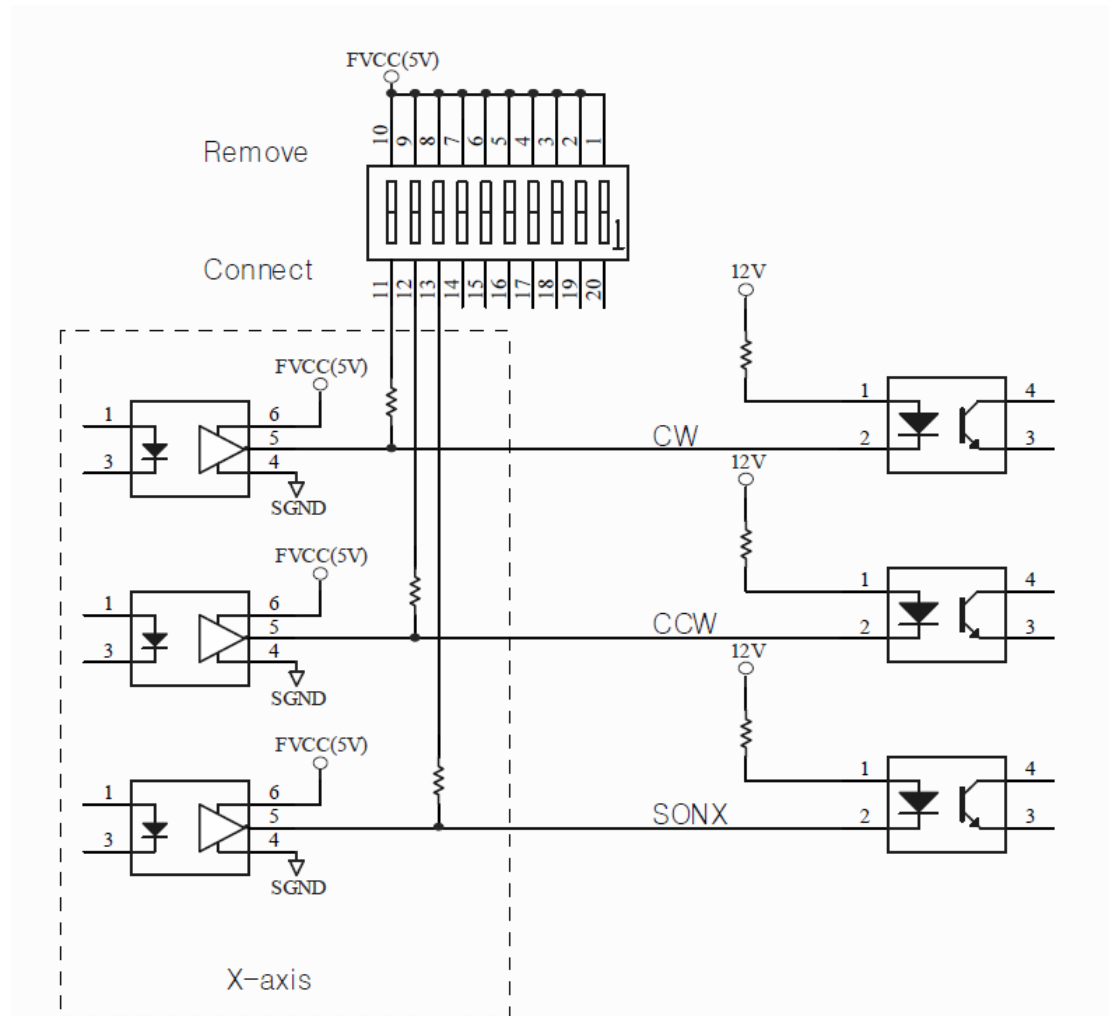 FVCC(5V)
10 9 8 7 6 5 4 3 2 1
Remove
1
Connect
11 12 13 14 15 16 17 18 19 20
12V
FVCC(5V)
1 6 1 4
5 CW 2 3
3 4
SGND
12V
FVCC(5V)
1 6 1 4
5 CCW 2 3
3 4
SGND
12V
FVCC(5V)
1 6 1 4
5 SONX 2 3
3 4
SGND
X-axis